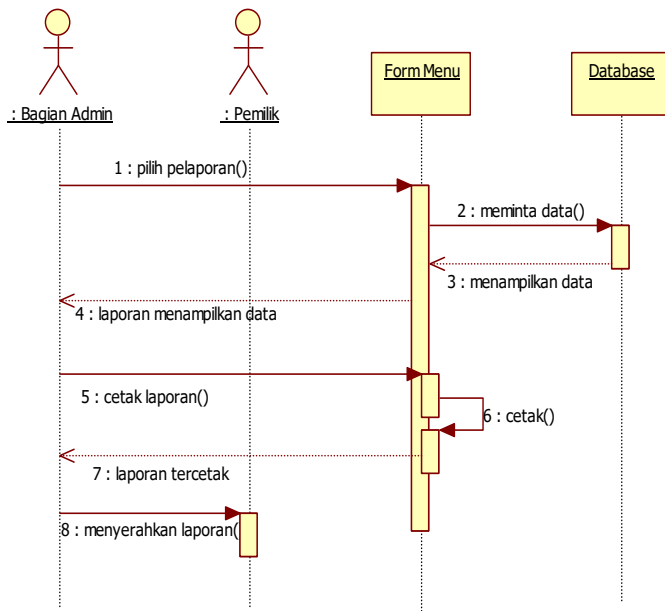 : Bagian Admin
: Pemilik
Form Menu
Database
1 : pilih pelaporan()
2 : meminta data()
3 : menampilkan data
4 : laporan menampilkan data
5 : cetak laporan()
6 : cetak()
7 : laporan tercetak
8 : menyerahkan laporan(